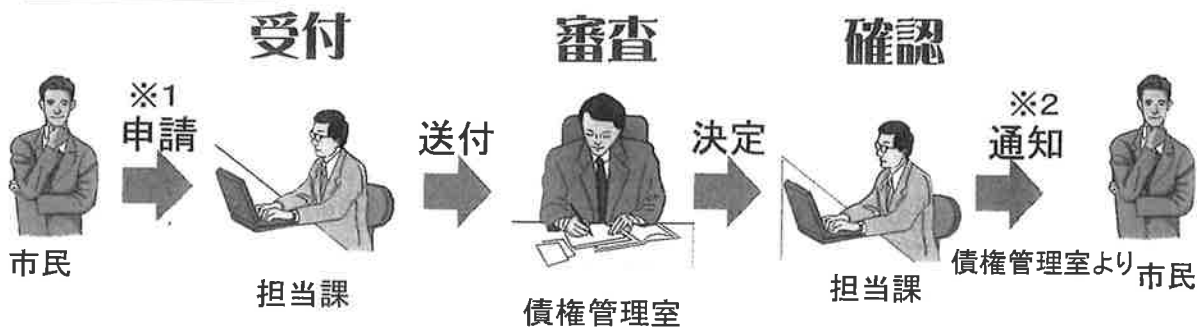 受付
審査
確認
※1
申請
送付
決定
※2
通知
市民
担当課
債権管理室
担当課
債権管理室より
市民